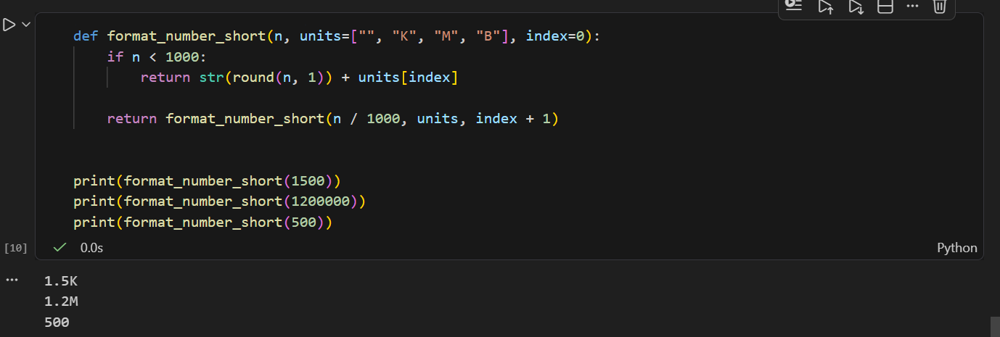 def format_number_short(n, units=["", "K", "M", "B"], index=0):
    if n < 1000:
        return str(round(n, 1)) + units[index]

    return format_number_short(n / 1000, units, index + 1)


print(format_number_short(1500))
print(format_number_short(1200000))
print(format_number_short(500))
[10] 0.0s Python
1.5K
1.2M
500